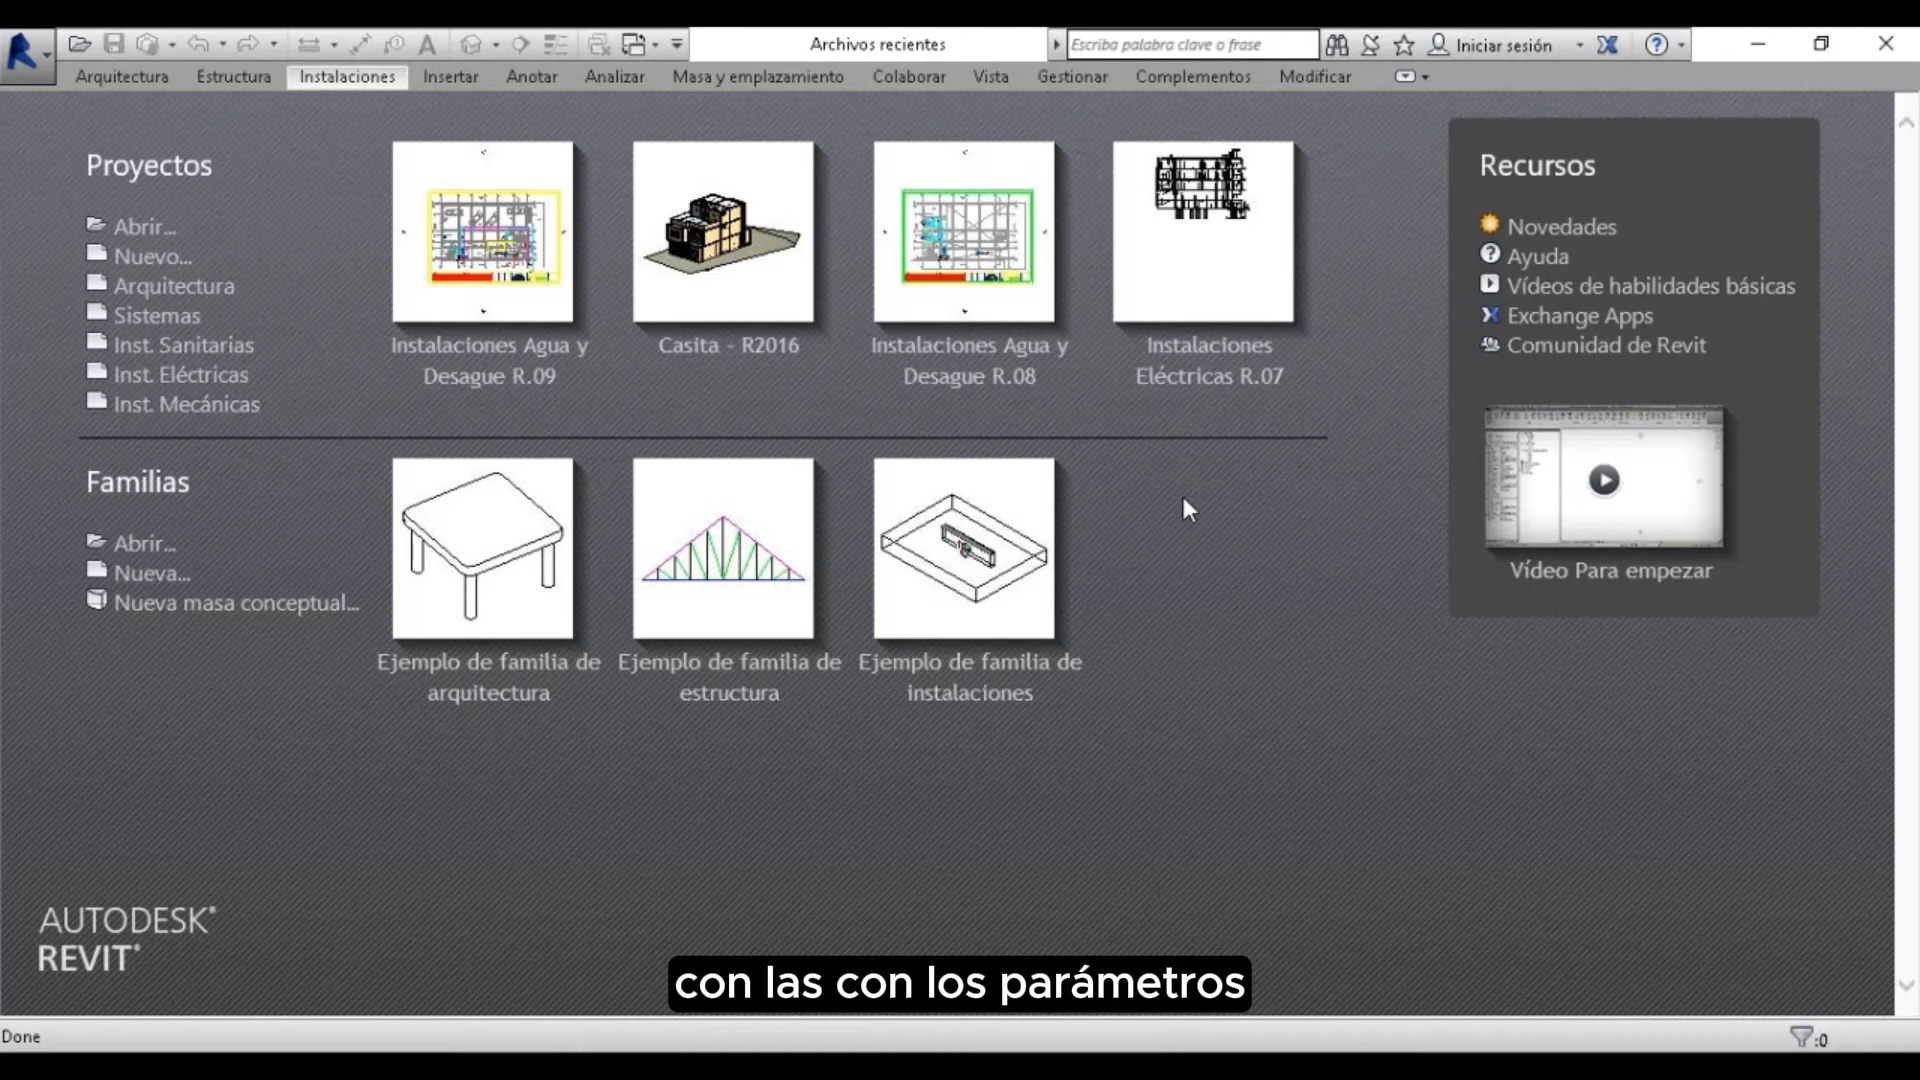 Archivos recientes
Escriba palabra clave o frase
Iniciar sesión
Arquitectura Estructura Instalaciones Insertar Anotar Analizar Masa y emplazamiento Colaborar Vista Gestionar Complementos Modificar
Proyectos
Abrir...
Nuevo...
Arquitectura
Sistemas
Inst. Sanitarias
Inst. Eléctricas
Inst. Mecánicas
Instalaciones Agua y
Desague R.09
Casita - R2016
Instalaciones Agua y
Desague R.08
Instalaciones
Eléctricas R.07
Familias
Abrir...
Nueva...
Nueva masa conceptual...
Ejemplo de familia de
arquitectura
Ejemplo de familia de
estructura
Ejemplo de familia de
instalaciones
Recursos
Novedades
Ayuda
Vídeos de habilidades básicas
Exchange Apps
Comunidad de Revit
Vídeo Para empezar
AUTODESK®
REVIT®
con las con los parámetros
Done
:0